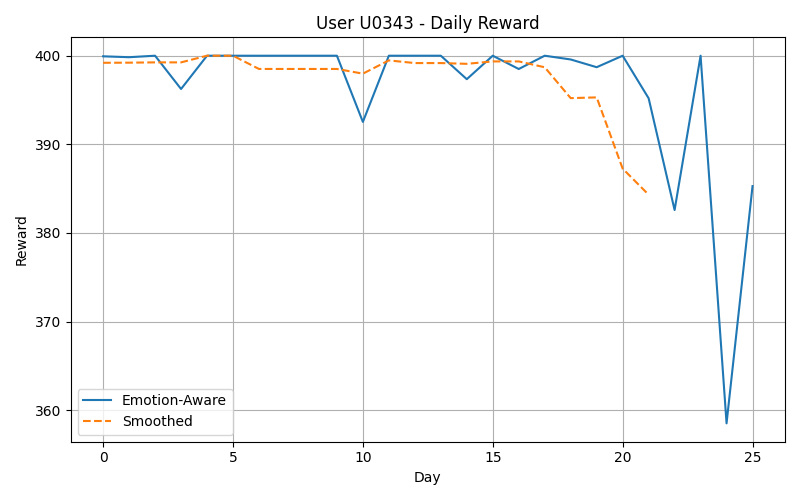 User U0343 - Daily Reward
Reward
400
390
380
370
360
Emotion-Aware
Smoothed
0 5 10 15 20 25
Day